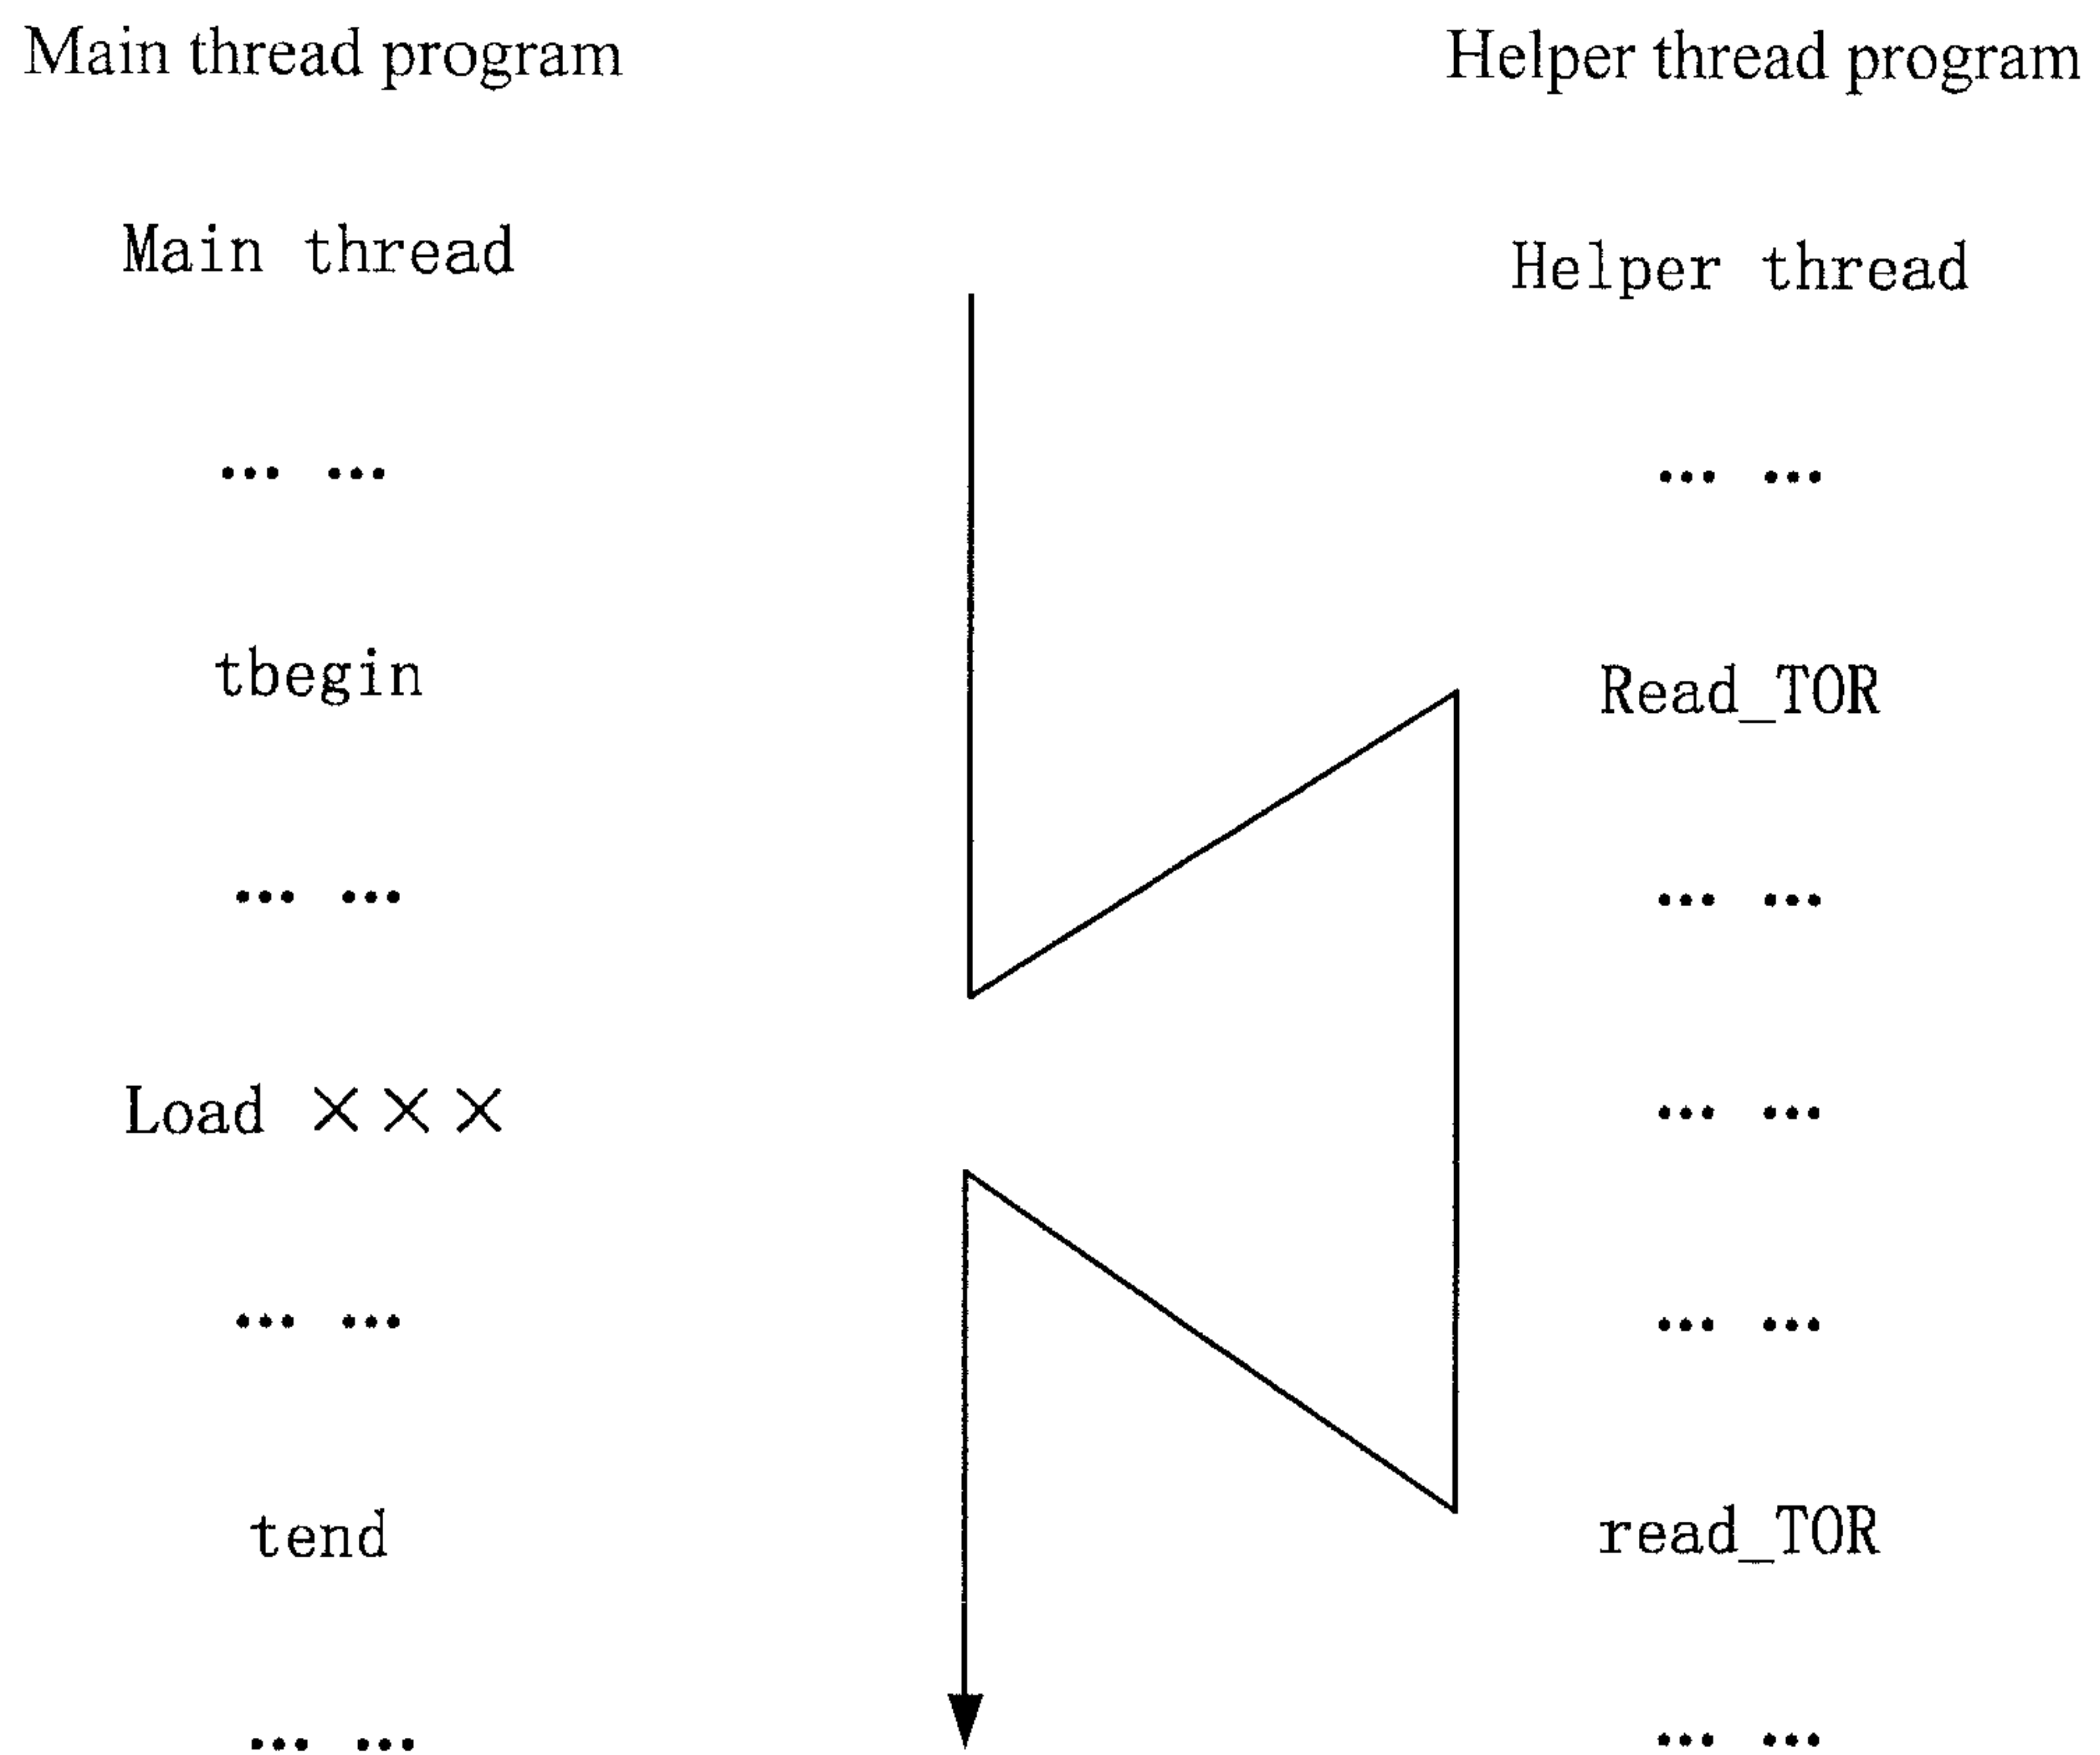 Main thread program
Helper thread program
Main thread
Helper thread
... ...
... ...
tbegin
Read_TOR
... ...
... ...
Load ×××
... ...
... ...
... ...
tend
read_TOR
... ...
... ...